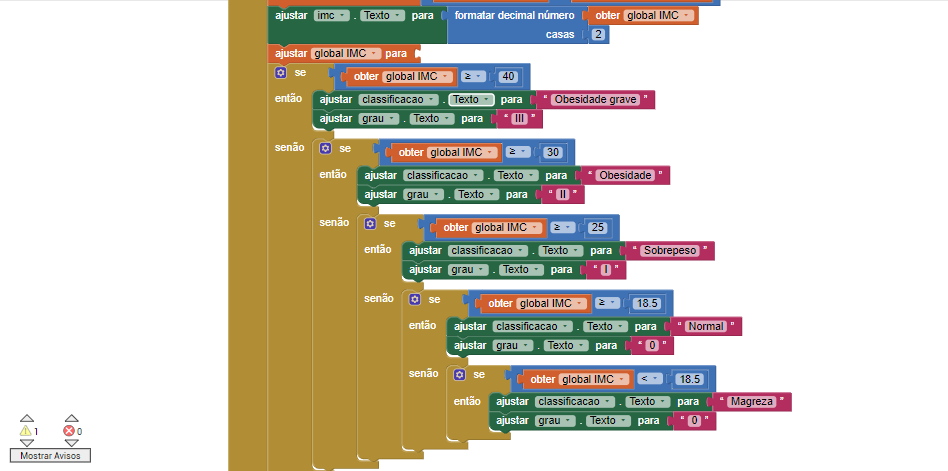 ajustar imc . Texto para formatar decimal número obter global IMC
casas 2
ajustar global IMC para
se obter global IMC ≥ 40
então ajustar classificacao . Texto para “ Obesidade grave ”
ajustar grau . Texto para “ III ”
senão se obter global IMC ≥ 30
então ajustar classificacao . Texto para “ Obesidade ”
ajustar grau . Texto para “ II ”
senão se obter global IMC ≥ 25
então ajustar classificacao . Texto para “ Sobrepeso ”
ajustar grau . Texto para “ I ”
senão se obter global IMC ≥ 18.5
então ajustar classificacao . Texto para “ Normal ”
ajustar grau . Texto para “ 0 ”
senão se obter global IMC < 18.5
então ajustar classificacao . Texto para “ Magreza ”
ajustar grau . Texto para “ 0 ”
1 0
Mostrar Avisos